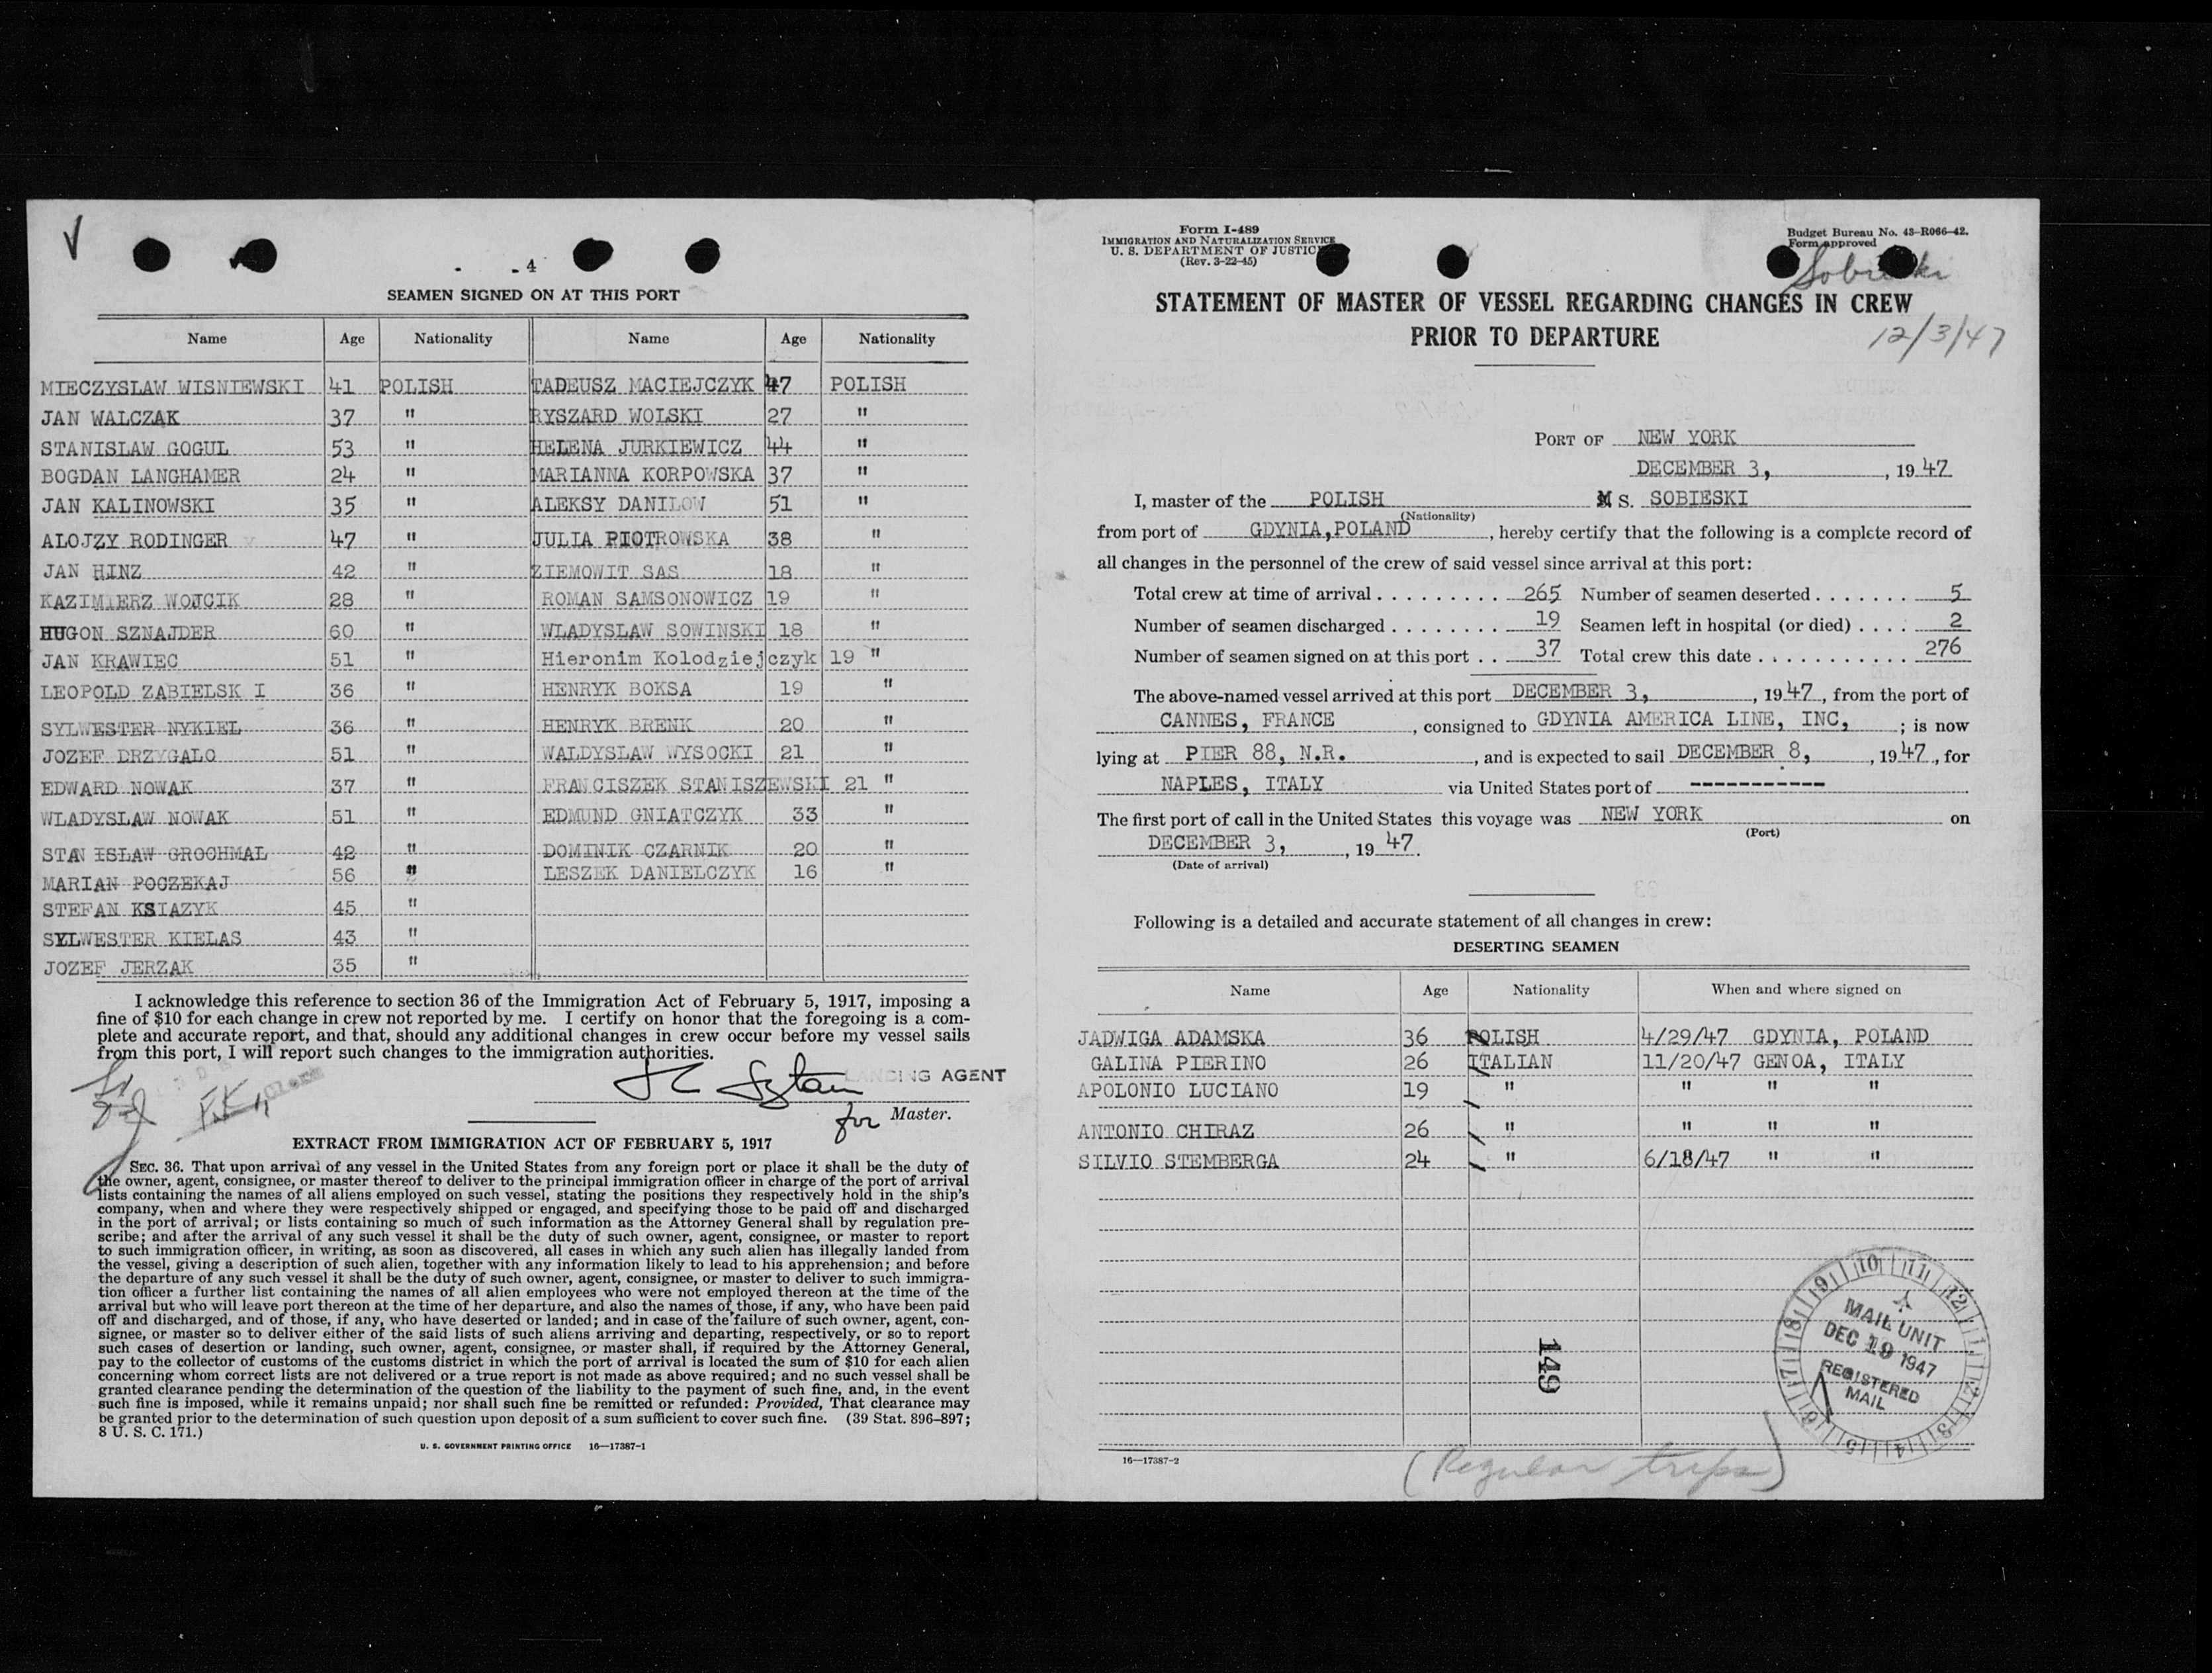 - 4
SEAMEN SIGNED ON AT THIS PORT
Name Age Nationality Name Age Nationality
MIECZYSLAW WISNIEWSKI 41 POLISH TADEUSZ MACIEJCZYK 47 POLISH
JAN WALCZAK 37 " RYSZARD WOLSKI 27 "
STANISLAW GOGUL 53 " HELENA JURKIEWICZ 44 "
BOGDAN LANGHAMER 24 " MARIANNA KORPOWSKA 37 "
JAN KALINOWSKI 35 " ALEKSY DANILOW 51 "
ALOJZY RODINGER 47 " JULIA PIOTROWSKA 38 "
JAN HINZ 42 " ZIEMOWIT SAS 18 "
KAZIMIERZ WOJCIK 28 " ROMAN SAMSONOWICZ 19 "
HUGON SZNAJDER 60 " WLADYSLAW SOWINSKI 18 "
JAN KRAWIEC 51 " Hieronim Kolodziejczyk 19 "
LEOPOLD ZABIELSK I 36 " HENRYK BOKSA 19 "
SYLWESTER NYKIEL 36 " HENRYK BRENK 20 "
JOZEF DRZYGALO 51 " WALDYSLAW WYSOCKI 21 "
EDWARD NOWAK 37 " FRANCISZEK STANISZEWSKI 21 "
WLADYSLAW NOWAK 51 " EDMUND GNIATCZYK 33 "
STAN ISLAW GROCHMAL 42 " DOMINIK CZARNIK 20 "
MARIAN POCZEKAJ 56 " LESZEK DANIELCZYK 16 "
STEFAN KSIAZYK 45 "
SYLWESTER KIELAS 43 "
JOZEF JERZAK 35 "
I acknowledge this reference to section 36 of the Immigration Act of February 5, 1917, imposing a
fine of $10 for each change in crew not reported by me. I certify on honor that the foregoing is a com-
plete and accurate report, and that, should any additional changes in crew occur before my vessel sails
from this port, I will report such changes to the immigration authorities.
LANDING AGENT
for Master.
EXTRACT FROM IMMIGRATION ACT OF FEBRUARY 5, 1917
SEC. 36. That upon arrival of any vessel in the United States from any foreign port or place it shall be the duty of
the owner, agent, consignee, or master thereof to deliver to the principal immigration officer in charge of the port of arrival
lists containing the names of all aliens employed on such vessel, stating the positions they respectively hold in the ship's
company, when and where they were respectively shipped or engaged, and specifying those to be paid off and discharged
in the port of arrival; or lists containing so much of such information as the Attorney General shall by regulation pre-
scribe; and after the arrival of any such vessel it shall be the duty of such owner, agent, consignee, or master to report
to such immigration officer, in writing, as soon as discovered, all cases in which any such alien has illegally landed from
the vessel, giving a description of such alien, together with any information likely to lead to his apprehension; and before
the departure of any such vessel it shall be the duty of such owner, agent, consignee, or master to deliver to such immigra-
tion officer a further list containing the names of all alien employees who were not employed thereon at the time of the
arrival but who will leave port thereon at the time of her departure, and also the names of those, if any, who have been paid
off and discharged, and of those, if any, who have deserted or landed; and in case of the failure of such owner, agent, con-
signee, or master so to deliver either of the said lists of such aliens arriving and departing, respectively, or so to report
such cases of desertion or landing, such owner, agent, consignee, or master shall, if required by the Attorney General,
pay to the collector of customs of the customs district in which the port of arrival is located the sum of $10 for each alien
concerning whom correct lists are not delivered or a true report is not made as above required; and no such vessel shall be
granted clearance pending the determination of the question of the liability to the payment of such fine, and, in the event
such fine is imposed, while it remains unpaid; nor shall such fine be remitted or refunded: Provided, That clearance may
be granted prior to the determination of such question upon deposit of a sum sufficient to cover such fine. (39 Stat. 896-897;
8 U. S. C. 171.)
U. S. GOVERNMENT PRINTING OFFICE 16—17387-1
Form I-489
IMMIGRATION AND NATURALIZATION SERVICE
U. S. DEPARTMENT OF JUSTICE
(Rev. 3-22-45)
Budget Bureau No. 43-R066-42.
Form approved
Sobieski
STATEMENT OF MASTER OF VESSEL REGARDING CHANGES IN CREW
PRIOR TO DEPARTURE
12/3/47
PORT OF NEW YORK
DECEMBER 3, , 1947
I, master of the POLISH M S. SOBIESKI
(Nationality)
from port of GDYNIA,POLAND , hereby certify that the following is a complete record of
all changes in the personnel of the crew of said vessel since arrival at this port:
Total crew at time of arrival . . . . . . . . . 265 Number of seamen deserted . . . . . . . 5
Number of seamen discharged . . . . . . . . 19 Seamen left in hospital (or died) . . . . 2
Number of seamen signed on at this port . . 37 Total crew this date . . . . . . . . . . . . 276
The above-named vessel arrived at this port DECEMBER 3, , 1947 , from the port of
CANNES, FRANCE , consigned to GDYNIA AMERICA LINE, INC, ; is now
lying at PIER 88, N.R. , and is expected to sail DECEMBER 8, , 1947 , for
NAPLES, ITALY via United States port of -----------
The first port of call in the United States this voyage was NEW YORK on
(Port)
DECEMBER 3, , 19 47.
(Date of arrival)
Following is a detailed and accurate statement of all changes in crew:
DESERTING SEAMEN
Name Age Nationality When and where signed on
JADWIGA ADAMSKA 36 POLISH 4/29/47 GDYNIA, POLAND
GALINA PIERINO 26 ITALIAN 11/20/47 GENOA, ITALY
APOLONIO LUCIANO 19 " " " "
ANTONIO CHIRAZ 26 " " " "
SILVIO STEMBERGA 24 " 6/18/47 " "
149
MAIL UNIT
DEC 19 1947
REGISTERED
MAIL
16—17387-2
(Regular trips)